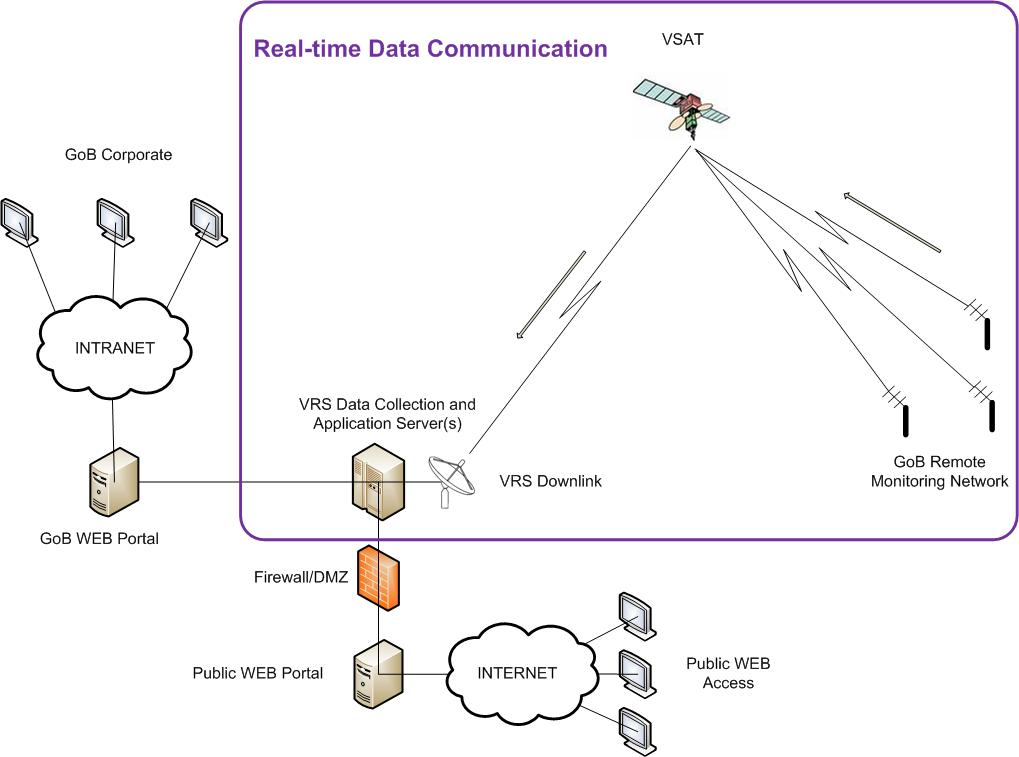 Real-time Data Communication
VSAT
GoB Corporate
INTRANET
VRS Data Collection and
Application Server(s)
GoB Remote
Monitoring Network
VRS Downlink
GoB WEB Portal
Firewall/DMZ
Public WEB Portal
INTERNET
Public WEB
Access